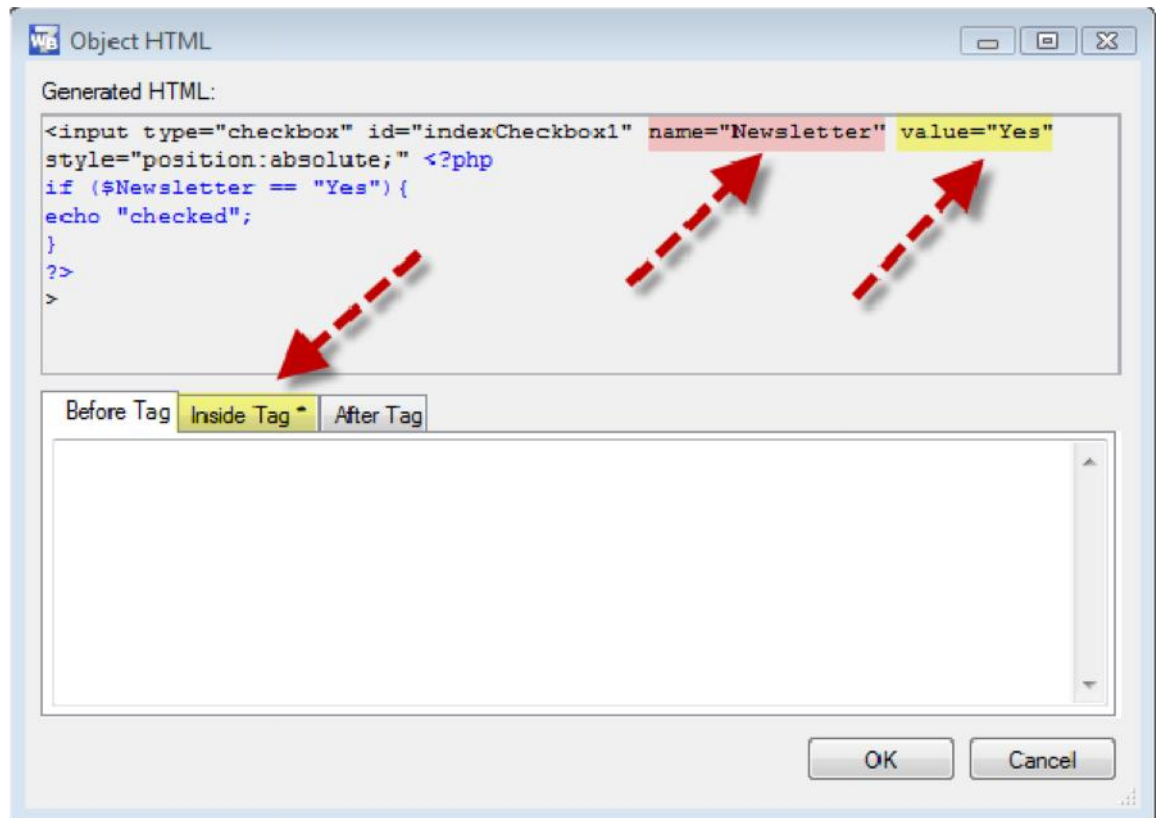 WB Object HTML
Generated HTML:
<input type="checkbox" id="indexCheckbox1" name="Newsletter" value="Yes"
style="position:absolute;" <?php
if ($Newsletter == "Yes"){
echo "checked";
}
?>
>
Before Tag Inside Tag * After Tag
OK Cancel